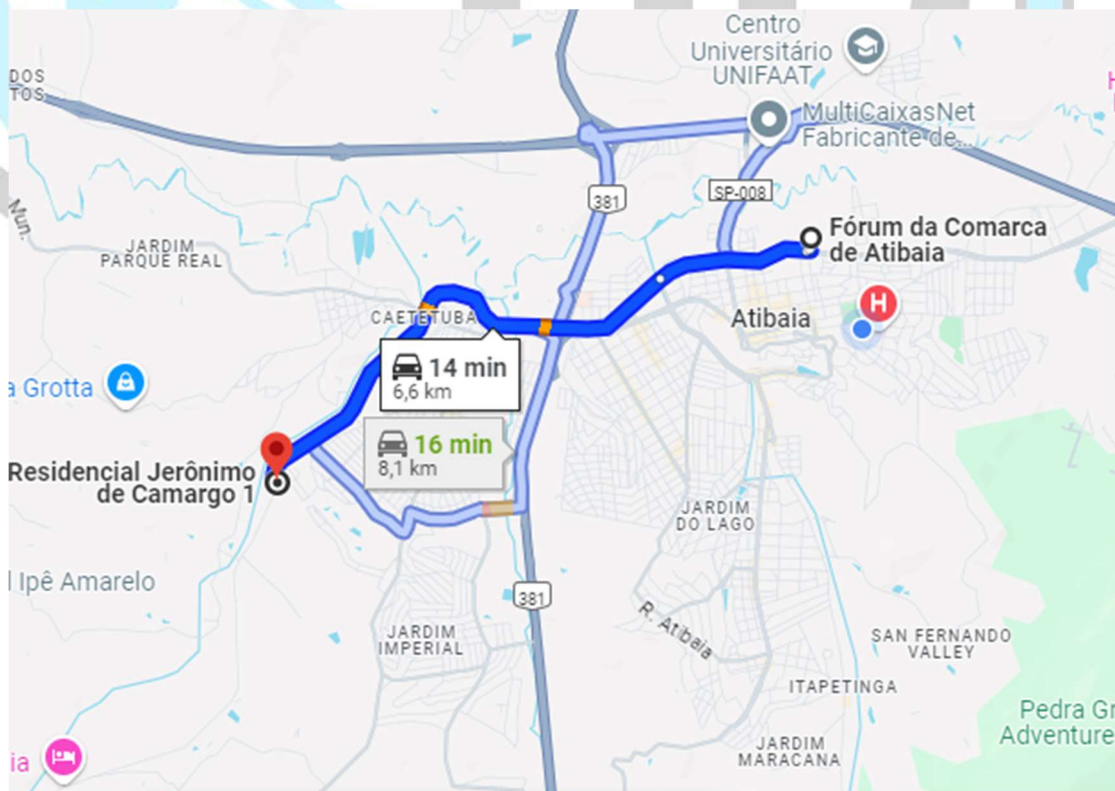 Centro
Universitário
UNIFAAT
DOS
TOS
MultiCaixasNet
Fabricante de...
H
381
SP-008
Mun.
Fórum da Comarca
de Atibaia
JARDIM
PARQUE REAL
H
CAETETUBA
Atibaia
14 min
6,6 km
a Grotta
16 min
8,1 km
Residencial Jerônimo
de Camargo 1
JARDIM
DO LAGO
l Ipê Amarelo
381
R. Atibaia
JARDIM
IMPERIAL
SAN FERNANDO
VALLEY
ITAPETINGA
Pedra Gr
Adventure
JARDIM
MARACANA
ia